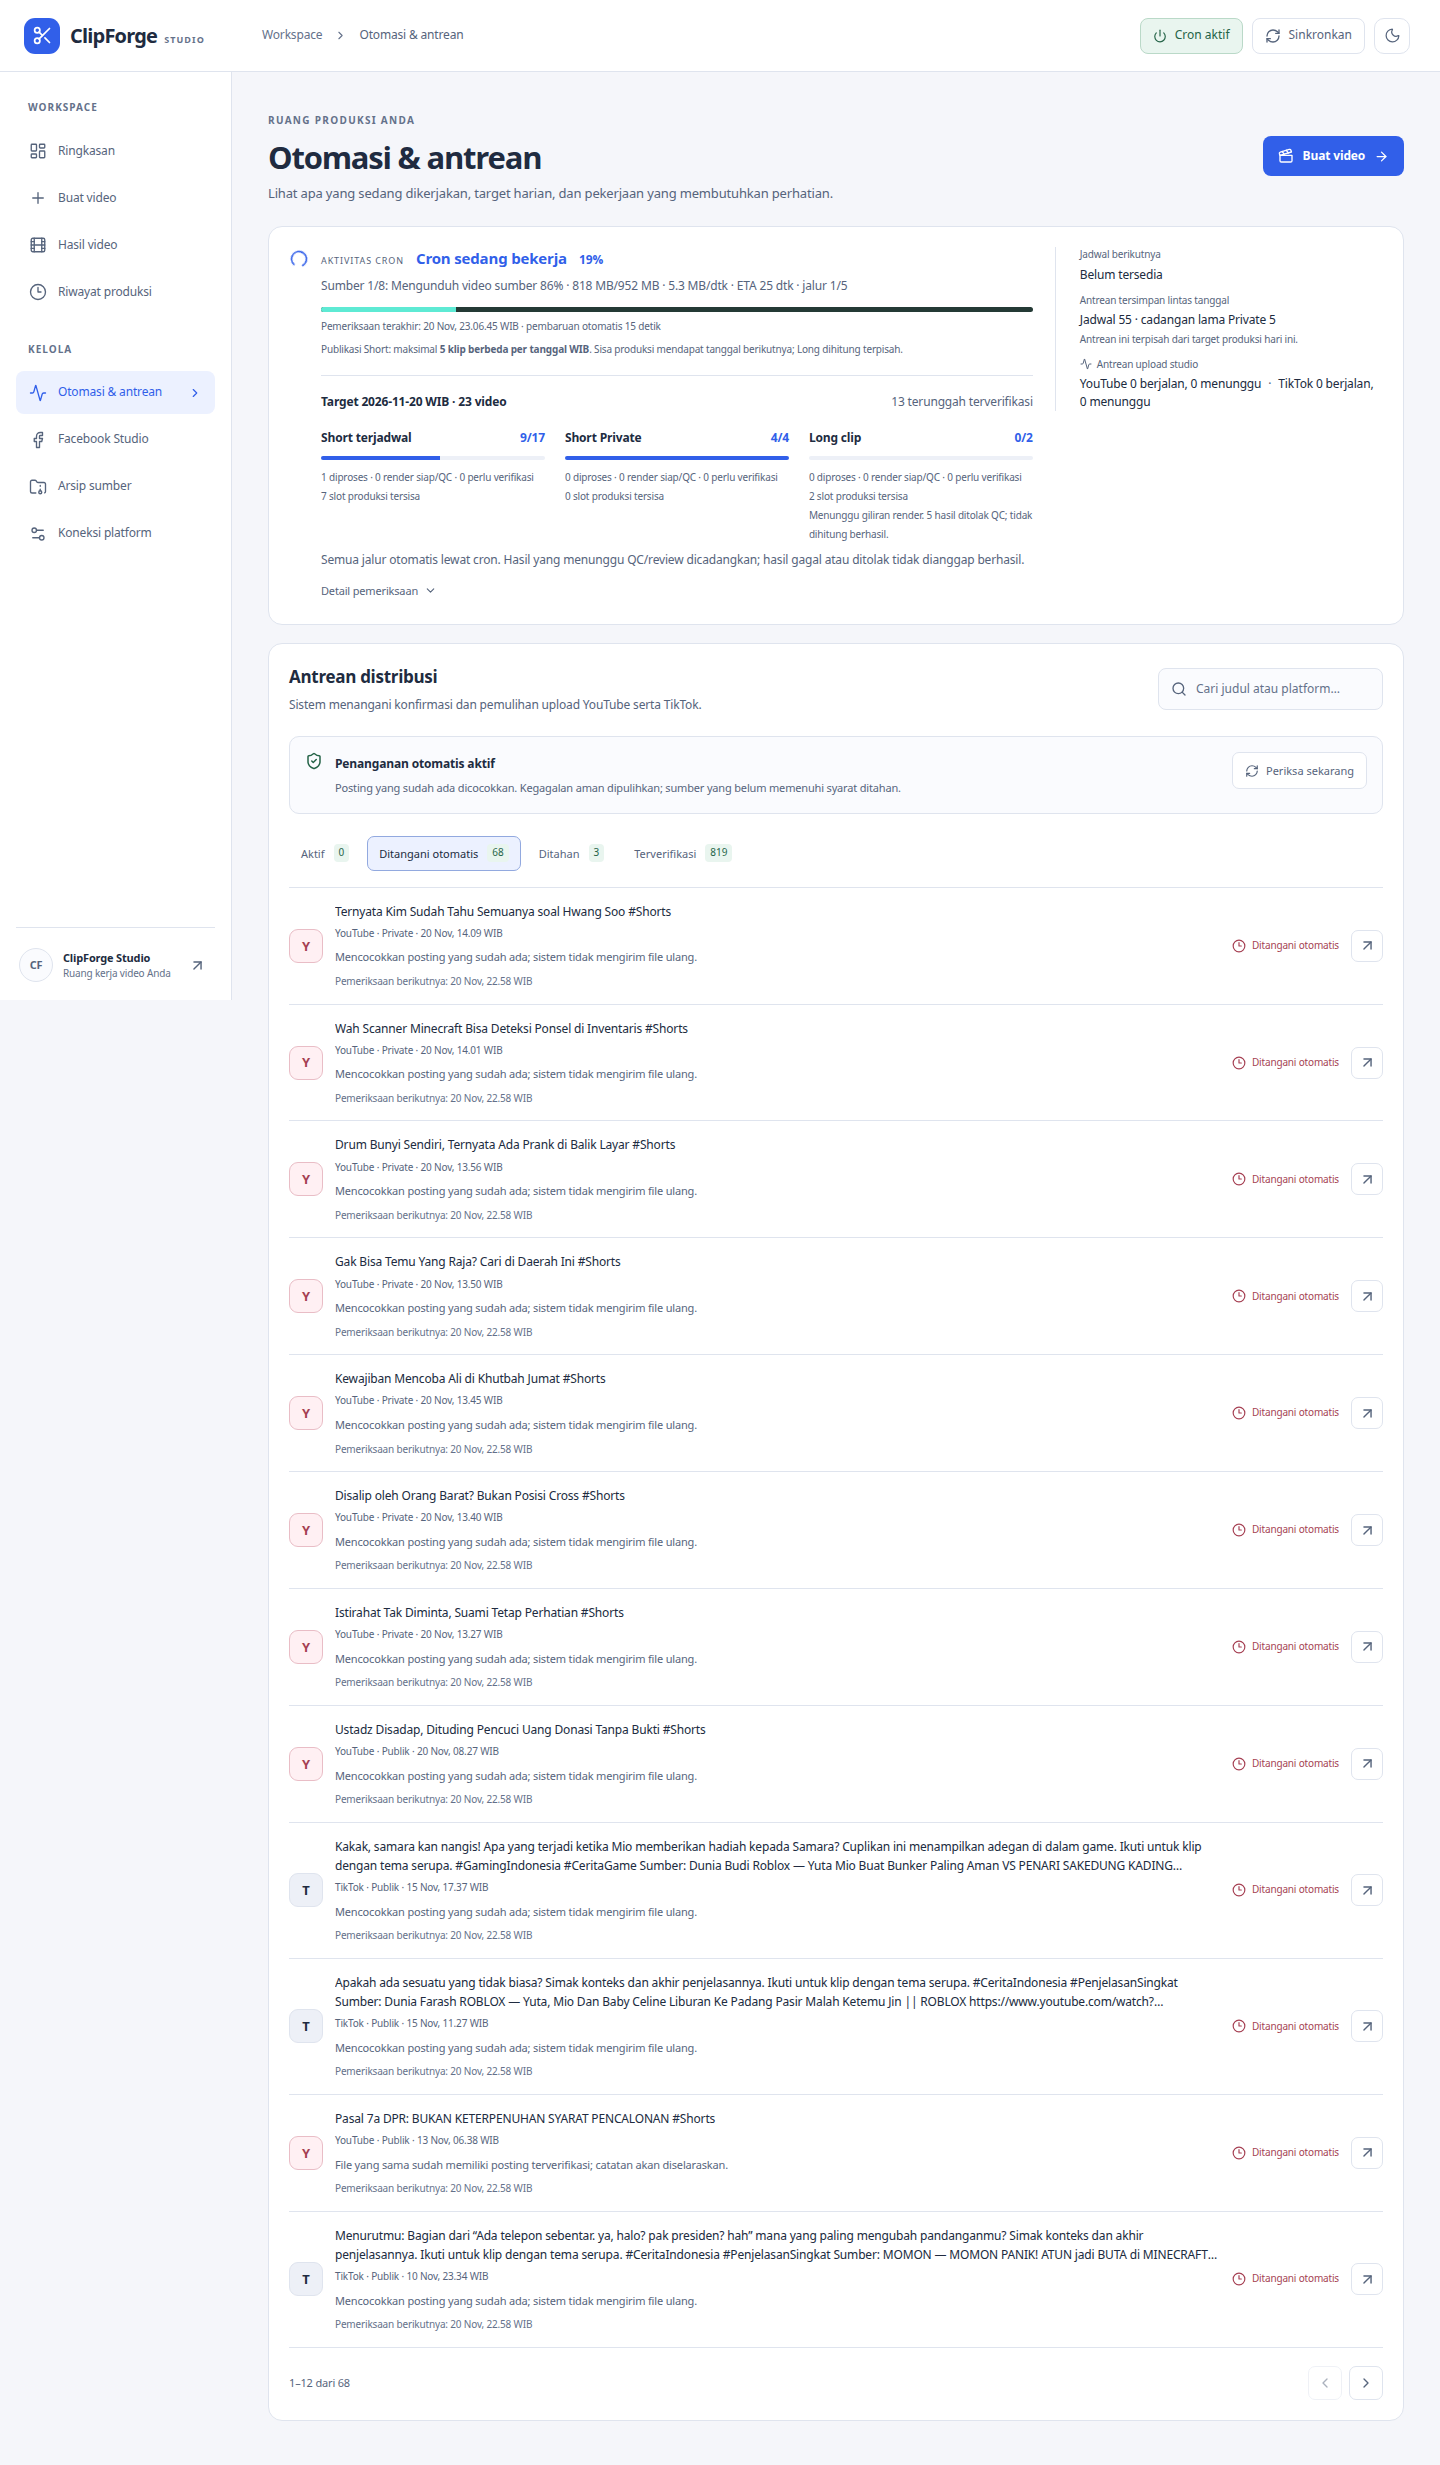 ClipForge STUDIO
Workspace
Otomasi & antrean
Cron aktif
Sinkronkan
WORKSPACE
Ringkasan
Buat video
Hasil video
Riwayat produksi
KELOLA
Otomasi & antrean
Facebook Studio
Arsip sumber
Koneksi platform
CF
ClipForge Studio
Ruang kerja video Anda
RUANG PRODUKSI ANDA
Otomasi & antrean
Lihat apa yang sedang dikerjakan, target harian, dan pekerjaan yang membutuhkan perhatian.
Buat video
AKTIVITAS CRON Cron sedang bekerja 19%
Sumber 1/8: Mengunduh video sumber 86% · 818 MB/952 MB · 5.3 MB/dtk · ETA 25 dtk · jalur 1/5
Pemeriksaan terakhir: 20 Nov, 23.06.45 WIB · pembaruan otomatis 15 detik
Publikasi Short: maksimal 5 klip berbeda per tanggal WIB. Sisa produksi mendapat tanggal berikutnya; Long dihitung terpisah.
Target 2026-11-20 WIB · 23 video
13 terunggah terverifikasi
Short terjadwal 9/17
1 diproses · 0 render siap/QC · 0 perlu verifikasi
7 slot produksi tersisa
Short Private 4/4
0 diproses · 0 render siap/QC · 0 perlu verifikasi
0 slot produksi tersisa
Long clip 0/2
0 diproses · 0 render siap/QC · 0 perlu verifikasi
2 slot produksi tersisa
Menunggu giliran render. 5 hasil ditolak QC; tidak
dihitung berhasil.
Semua jalur otomatis lewat cron. Hasil yang menunggu QC/review dicadangkan; hasil gagal atau ditolak tidak dianggap berhasil.
Detail pemeriksaan
Jadwal berikutnya
Belum tersedia
Antrean tersimpan lintas tanggal
Jadwal 55 · cadangan lama Private 5
Antrean ini terpisah dari target produksi hari ini.
Antrean upload studio
YouTube 0 berjalan, 0 menunggu · TikTok 0 berjalan,
0 menunggu
Antrean distribusi
Sistem menangani konfirmasi dan pemulihan upload YouTube serta TikTok.
Cari judul atau platform...
Penanganan otomatis aktif
Posting yang sudah ada dicocokkan. Kegagalan aman dipulihkan; sumber yang belum memenuhi syarat ditahan.
Periksa sekarang
Aktif 0
Ditangani otomatis 68
Ditahan 3
Terverifikasi 819
Y
Ternyata Kim Sudah Tahu Semuanya soal Hwang Soo #Shorts
YouTube · Private · 20 Nov, 14.09 WIB
Mencocokkan posting yang sudah ada; sistem tidak mengirim file ulang.
Pemeriksaan berikutnya: 20 Nov, 22.58 WIB
Ditangani otomatis
Y
Wah Scanner Minecraft Bisa Deteksi Ponsel di Inventaris #Shorts
YouTube · Private · 20 Nov, 14.01 WIB
Mencocokkan posting yang sudah ada; sistem tidak mengirim file ulang.
Pemeriksaan berikutnya: 20 Nov, 22.58 WIB
Ditangani otomatis
Y
Drum Bunyi Sendiri, Ternyata Ada Prank di Balik Layar #Shorts
YouTube · Private · 20 Nov, 13.56 WIB
Mencocokkan posting yang sudah ada; sistem tidak mengirim file ulang.
Pemeriksaan berikutnya: 20 Nov, 22.58 WIB
Ditangani otomatis
Y
Gak Bisa Temu Yang Raja? Cari di Daerah Ini #Shorts
YouTube · Private · 20 Nov, 13.50 WIB
Mencocokkan posting yang sudah ada; sistem tidak mengirim file ulang.
Pemeriksaan berikutnya: 20 Nov, 22.58 WIB
Ditangani otomatis
Y
Kewajiban Mencoba Ali di Khutbah Jumat #Shorts
YouTube · Private · 20 Nov, 13.45 WIB
Mencocokkan posting yang sudah ada; sistem tidak mengirim file ulang.
Pemeriksaan berikutnya: 20 Nov, 22.58 WIB
Ditangani otomatis
Y
Disalip oleh Orang Barat? Bukan Posisi Cross #Shorts
YouTube · Private · 20 Nov, 13.40 WIB
Mencocokkan posting yang sudah ada; sistem tidak mengirim file ulang.
Pemeriksaan berikutnya: 20 Nov, 22.58 WIB
Ditangani otomatis
Y
Istirahat Tak Diminta, Suami Tetap Perhatian #Shorts
YouTube · Private · 20 Nov, 13.27 WIB
Mencocokkan posting yang sudah ada; sistem tidak mengirim file ulang.
Pemeriksaan berikutnya: 20 Nov, 22.58 WIB
Ditangani otomatis
Y
Ustadz Disadap, Dituding Pencuci Uang Donasi Tanpa Bukti #Shorts
YouTube · Publik · 20 Nov, 08.27 WIB
Mencocokkan posting yang sudah ada; sistem tidak mengirim file ulang.
Pemeriksaan berikutnya: 20 Nov, 22.58 WIB
Ditangani otomatis
T
Kakak, samara kan nangis! Apa yang terjadi ketika Mio memberikan hadiah kepada Samara? Cuplikan ini menampilkan adegan di dalam game. Ikuti untuk klip
dengan tema serupa. #GamingIndonesia #CeritaGame Sumber: Dunia Budi Roblox — Yuta Mio Buat Bunker Paling Aman VS PENARI SAKEDUNG KADING...
TikTok · Publik · 15 Nov, 17.37 WIB
Mencocokkan posting yang sudah ada; sistem tidak mengirim file ulang.
Pemeriksaan berikutnya: 20 Nov, 22.58 WIB
Ditangani otomatis
T
Apakah ada sesuatu yang tidak biasa? Simak konteks dan akhir penjelasannya. Ikuti untuk klip dengan tema serupa. #CeritaIndonesia #PenjelasanSingkat
Sumber: Dunia Farash ROBLOX — Yuta, Mio Dan Baby Celine Liburan Ke Padang Pasir Malah Ketemu Jin || ROBLOX https://www.youtube.com/watch?...
TikTok · Publik · 15 Nov, 11.27 WIB
Mencocokkan posting yang sudah ada; sistem tidak mengirim file ulang.
Pemeriksaan berikutnya: 20 Nov, 22.58 WIB
Ditangani otomatis
Y
Pasal 7a DPR: BUKAN KETERPENUHAN SYARAT PENCALONAN #Shorts
YouTube · Publik · 13 Nov, 06.38 WIB
File yang sama sudah memiliki posting terverifikasi; catatan akan diselaraskan.
Pemeriksaan berikutnya: 20 Nov, 22.58 WIB
Ditangani otomatis
T
Menurutmu: Bagian dari “Ada telepon sebentar. ya, halo? pak presiden? hah” mana yang paling mengubah pandanganmu? Simak konteks dan akhir
penjelasannya. Ikuti untuk klip dengan tema serupa. #CeritaIndonesia #PenjelasanSingkat Sumber: MOMON — MOMON PANIK! ATUN jadi BUTA di MINECRAFT...
TikTok · Publik · 10 Nov, 23.34 WIB
Mencocokkan posting yang sudah ada; sistem tidak mengirim file ulang.
Pemeriksaan berikutnya: 20 Nov, 22.58 WIB
Ditangani otomatis
1–12 dari 68